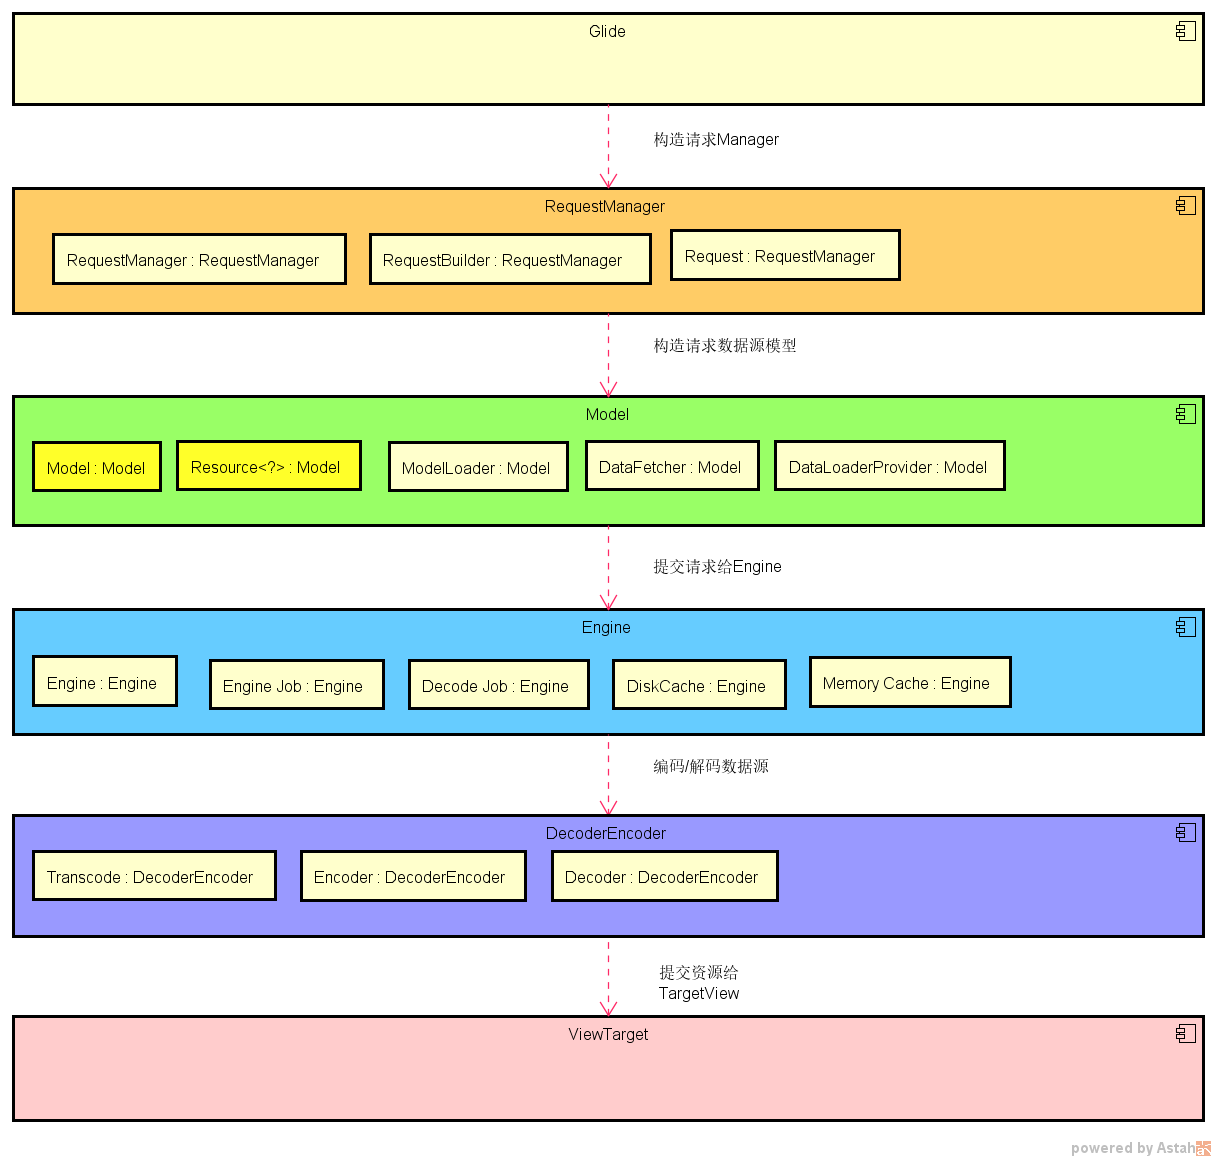 Glide
构造请求Manager
RequestManager
RequestManager : RequestManager
RequestBuilder : RequestManager
Request : RequestManager
构造请求数据源模型
Model
Model : Model
Resource<?> : Model
ModelLoader : Model
DataFetcher : Model
DataLoaderProvider : Model
提交请求给Engine
Engine
Engine : Engine
Engine Job : Engine
Decode Job : Engine
DiskCache : Engine
Memory Cache : Engine
编码/解码数据源
DecoderEncoder
Transcode : DecoderEncoder
Encoder : DecoderEncoder
Decoder : DecoderEncoder
提交资源给
TargetView
ViewTarget
powered by Astah